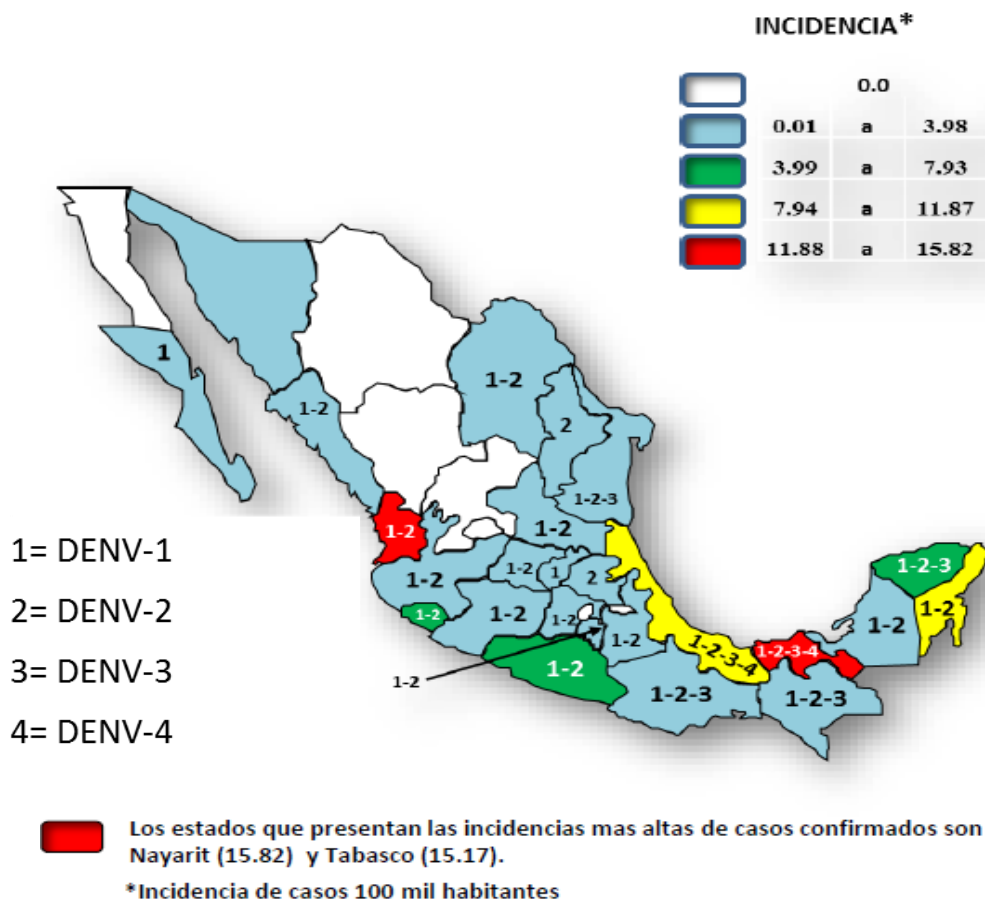 INCIDENCIA*
0.0
0.01 a 3.98
3.99 a 7.93
7.94 a 11.87
11.88 a 15.82
1
1-2
1-2
2
1-2-3
1-2
1-2
1-2
1-2
1
2
1-2
1-2
1-2
1-2
1-2
1-2
1-2
1-2-3-4
1-2-3
1-2-3-4
1-2-3
1-2
1-2-3
1-2
1= DENV-1
2= DENV-2
3= DENV-3
4= DENV-4
Los estados que presentan las incidencias mas altas de casos confirmados son
Nayarit (15.82) y Tabasco (15.17).
*Incidencia de casos 100 mil habitantes